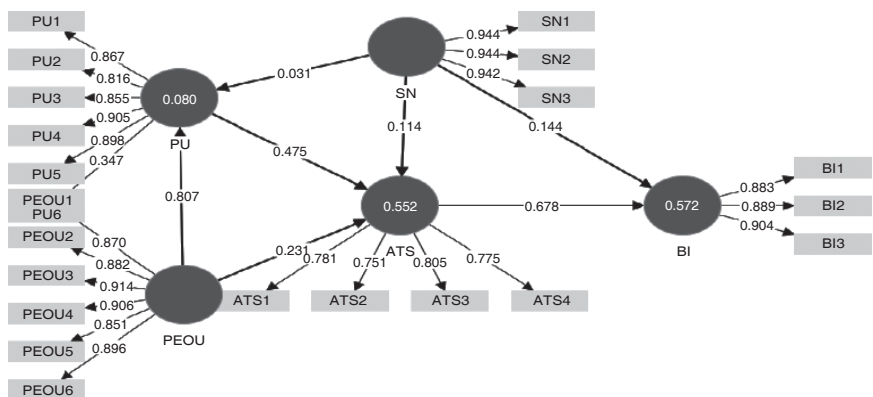 PU1
PU2
PU3
PU4
PU5
PEOU1
PU6
PEOU2
PEOU3
PEOU4
PEOU5
PEOU6
0.867
0.816
0.855
0.905
0.898
0.347
0.080
PU
0.031
SN
0.944
0.944
0.942
SN1
SN2
SN3
0.114
0.144
0.475
0.807
0.231
0.870
0.882
0.914
0.906
0.851
0.896
PEOU
0.552
ATS
0.678
0.781
0.751
0.805
0.775
ATS1
ATS2
ATS3
ATS4
0.572
BI
0.883
0.889
0.904
BI1
BI2
BI3